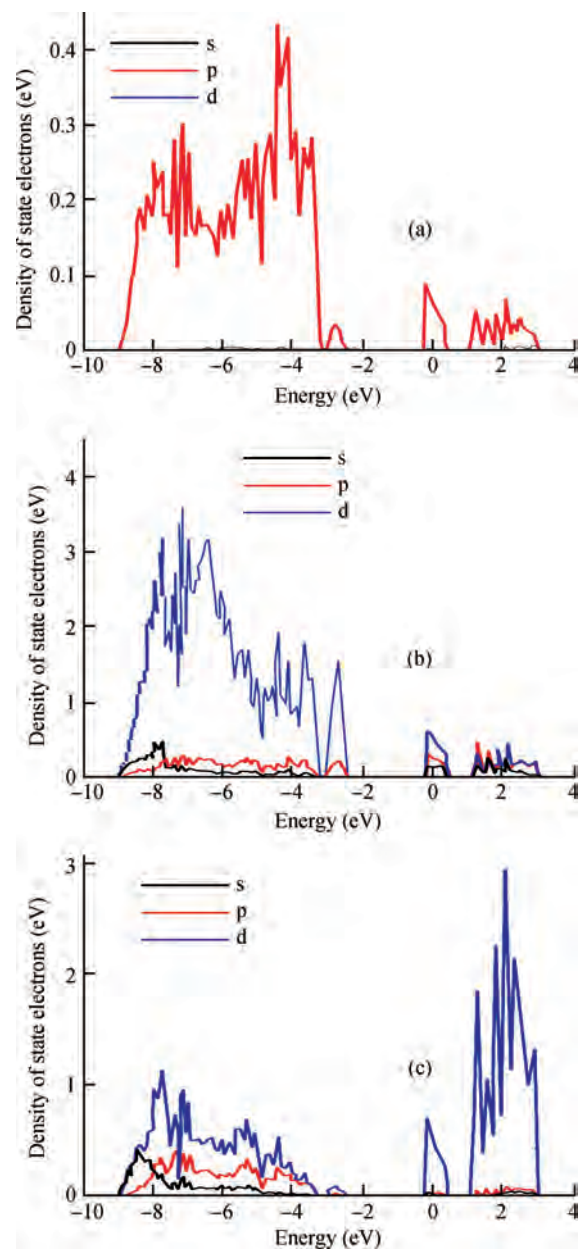 0.4
0.3
0.2
0.1
0
Density of state electrons (eV)
s
p
d
(a)
−10 −8 −6 −4 −2 0 2 4
Energy (eV)
4
3
2
1
0
Density of state electrons (eV)
s
p
d
(b)
−10 −8 −6 −4 −2 0 2 4
Energy (eV)
3
2
1
0
Density of state electrons (eV)
s
p
d
(c)
−10 −8 −6 −4 −2 0 2 4
Energy (eV)